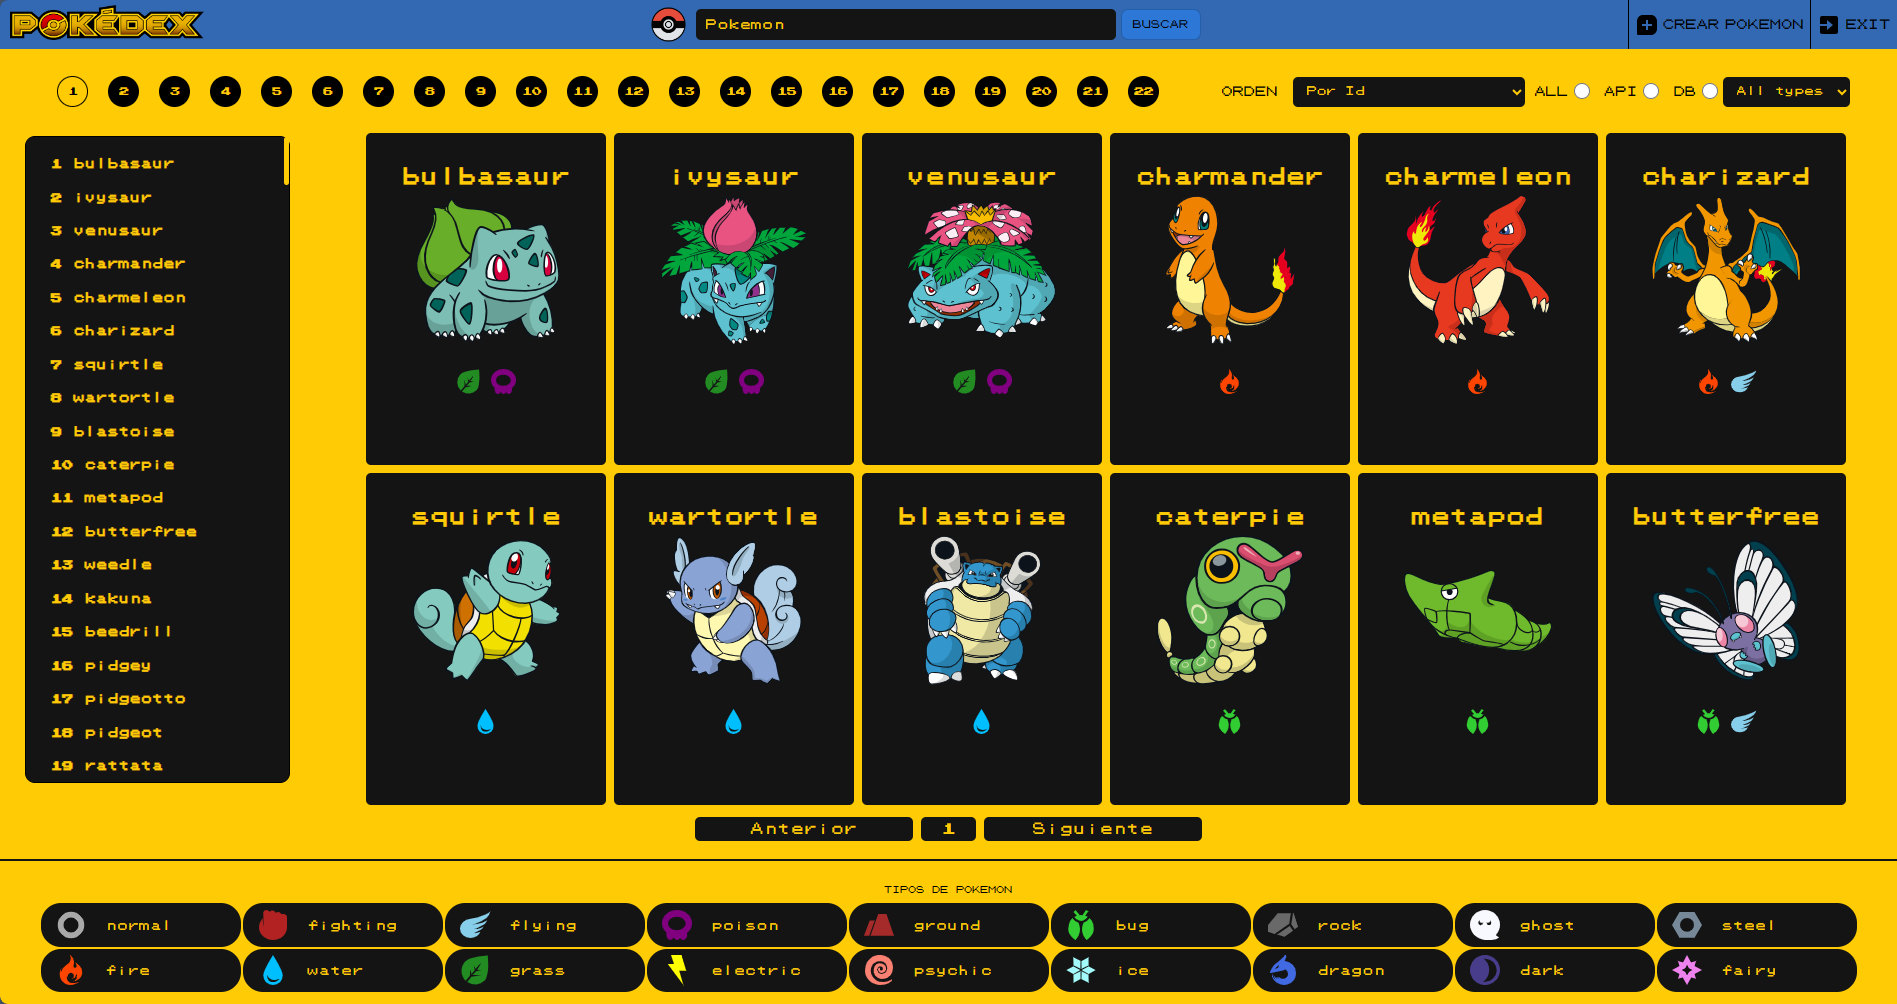 POKÉDEX
Pokemon
BUSCAR
CREAR POKEMON
EXIT
1 2 3 4 5 6 7 8 9 10 11 12 13 14 15 16 17 18 19 20 21 22
ORDEN
Por Id
ALL
API
DB
All types
1 bulbasaur
2 ivysaur
3 venusaur
4 charmander
5 charmeleon
6 charizard
7 squirtle
8 wartortle
9 blastoise
10 caterpie
11 metapod
12 butterfree
13 weedle
14 kakuna
15 beedrill
16 pidgey
17 pidgeotto
18 pidgeot
19 rattata
bulbasaur
ivysaur
venusaur
charmander
charmeleon
charizard
squirtle
wartortle
blastoise
caterpie
metapod
butterfree
Anterior
1
Siguiente
TIPOS DE POKEMON
normal
fighting
flying
poison
ground
bug
rock
ghost
steel
fire
water
grass
electric
psychic
ice
dragon
dark
fairy